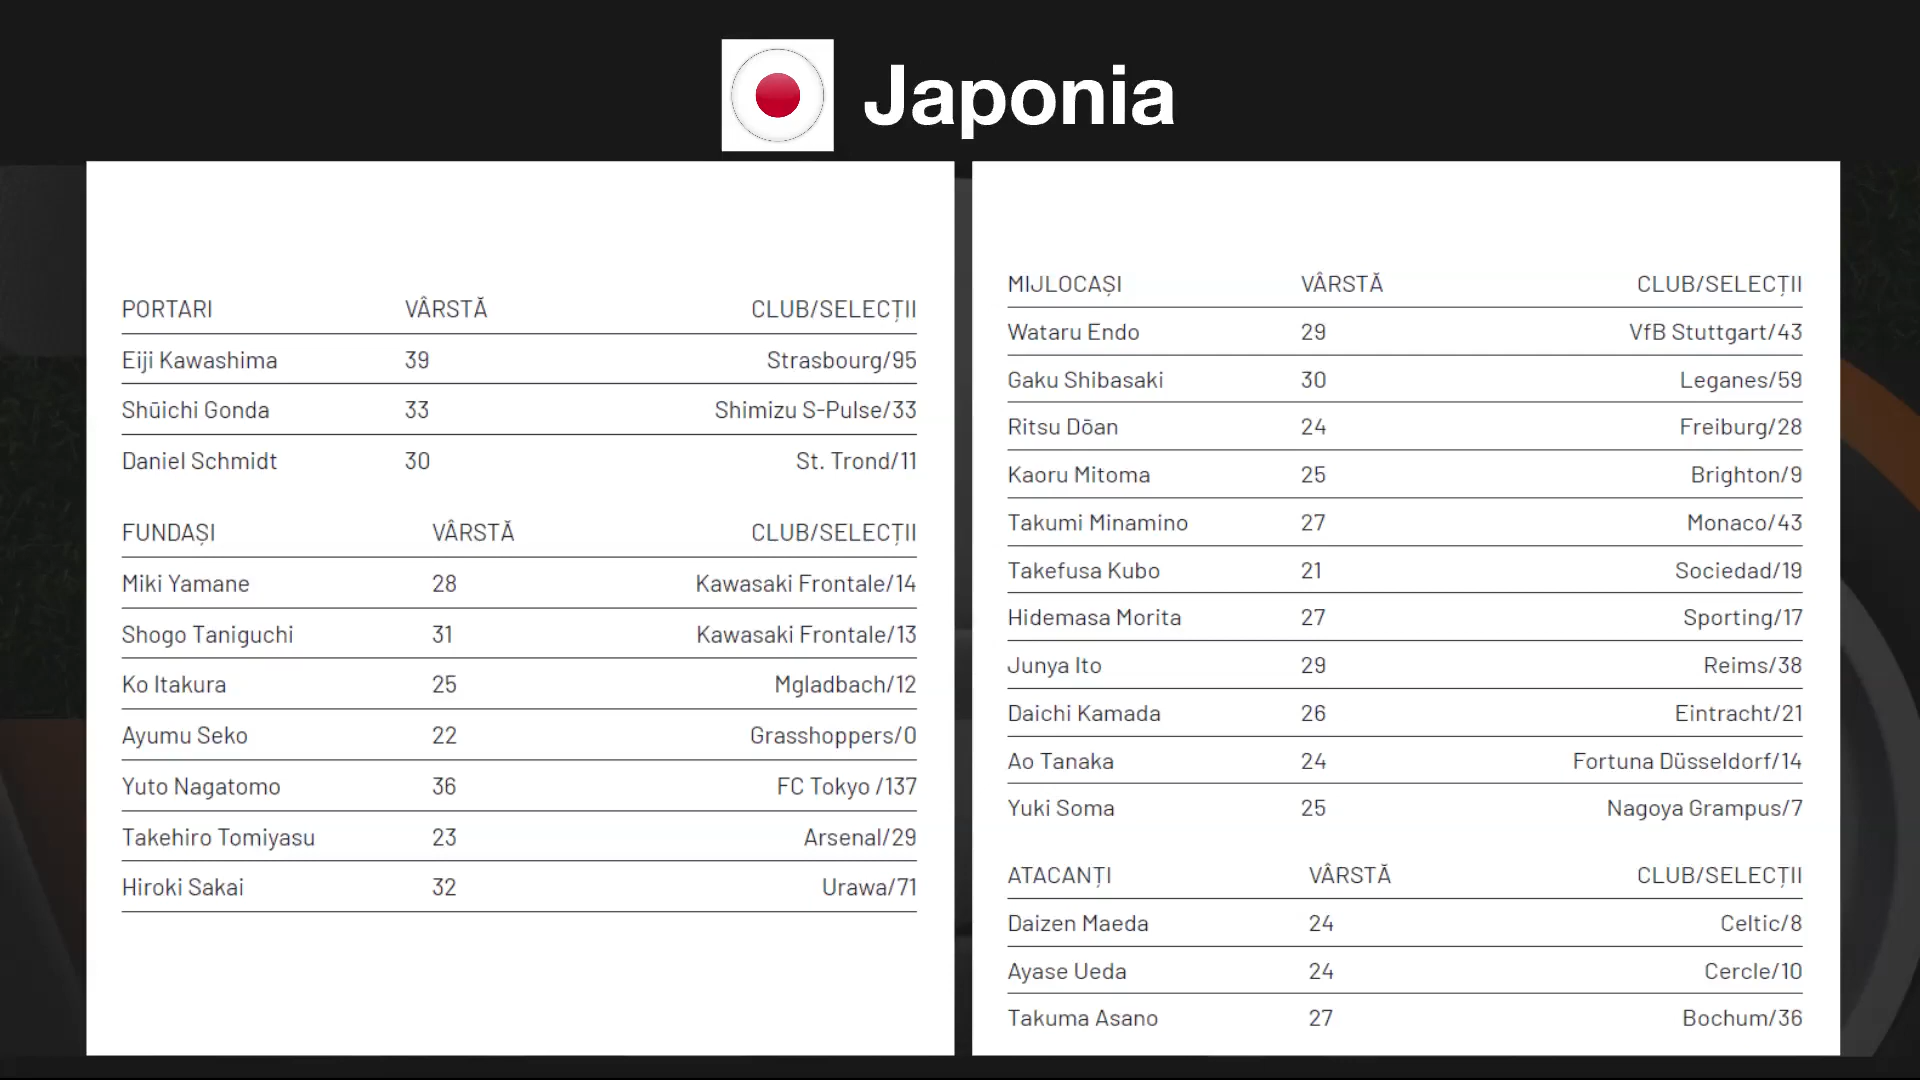 Japonia
PORTARI VÂRSTĂ CLUB/SELECȚII
Eiji Kawashima 39 Strasbourg/95
Shūichi Gonda 33 Shimizu S-Pulse/33
Daniel Schmidt 30 St. Trond/11
FUNDAȘI VÂRSTĂ CLUB/SELECȚII
Miki Yamane 28 Kawasaki Frontale/14
Shogo Taniguchi 31 Kawasaki Frontale/13
Ko Itakura 25 Mgladbach/12
Ayumu Seko 22 Grasshoppers/0
Yuto Nagatomo 36 FC Tokyo /137
Takehiro Tomiyasu 23 Arsenal/29
Hiroki Sakai 32 Urawa/71
MIJLOCAȘI VÂRSTĂ CLUB/SELECȚII
Wataru Endo 29 VfB Stuttgart/43
Gaku Shibasaki 30 Leganes/59
Ritsu Dōan 24 Freiburg/28
Kaoru Mitoma 25 Brighton/9
Takumi Minamino 27 Monaco/43
Takefusa Kubo 21 Sociedad/19
Hidemasa Morita 27 Sporting/17
Junya Ito 29 Reims/38
Daichi Kamada 26 Eintracht/21
Ao Tanaka 24 Fortuna Düsseldorf/14
Yuki Soma 25 Nagoya Grampus/7
ATACANȚI VÂRSTĂ CLUB/SELECȚII
Daizen Maeda 24 Celtic/8
Ayase Ueda 24 Cercle/10
Takuma Asano 27 Bochum/36